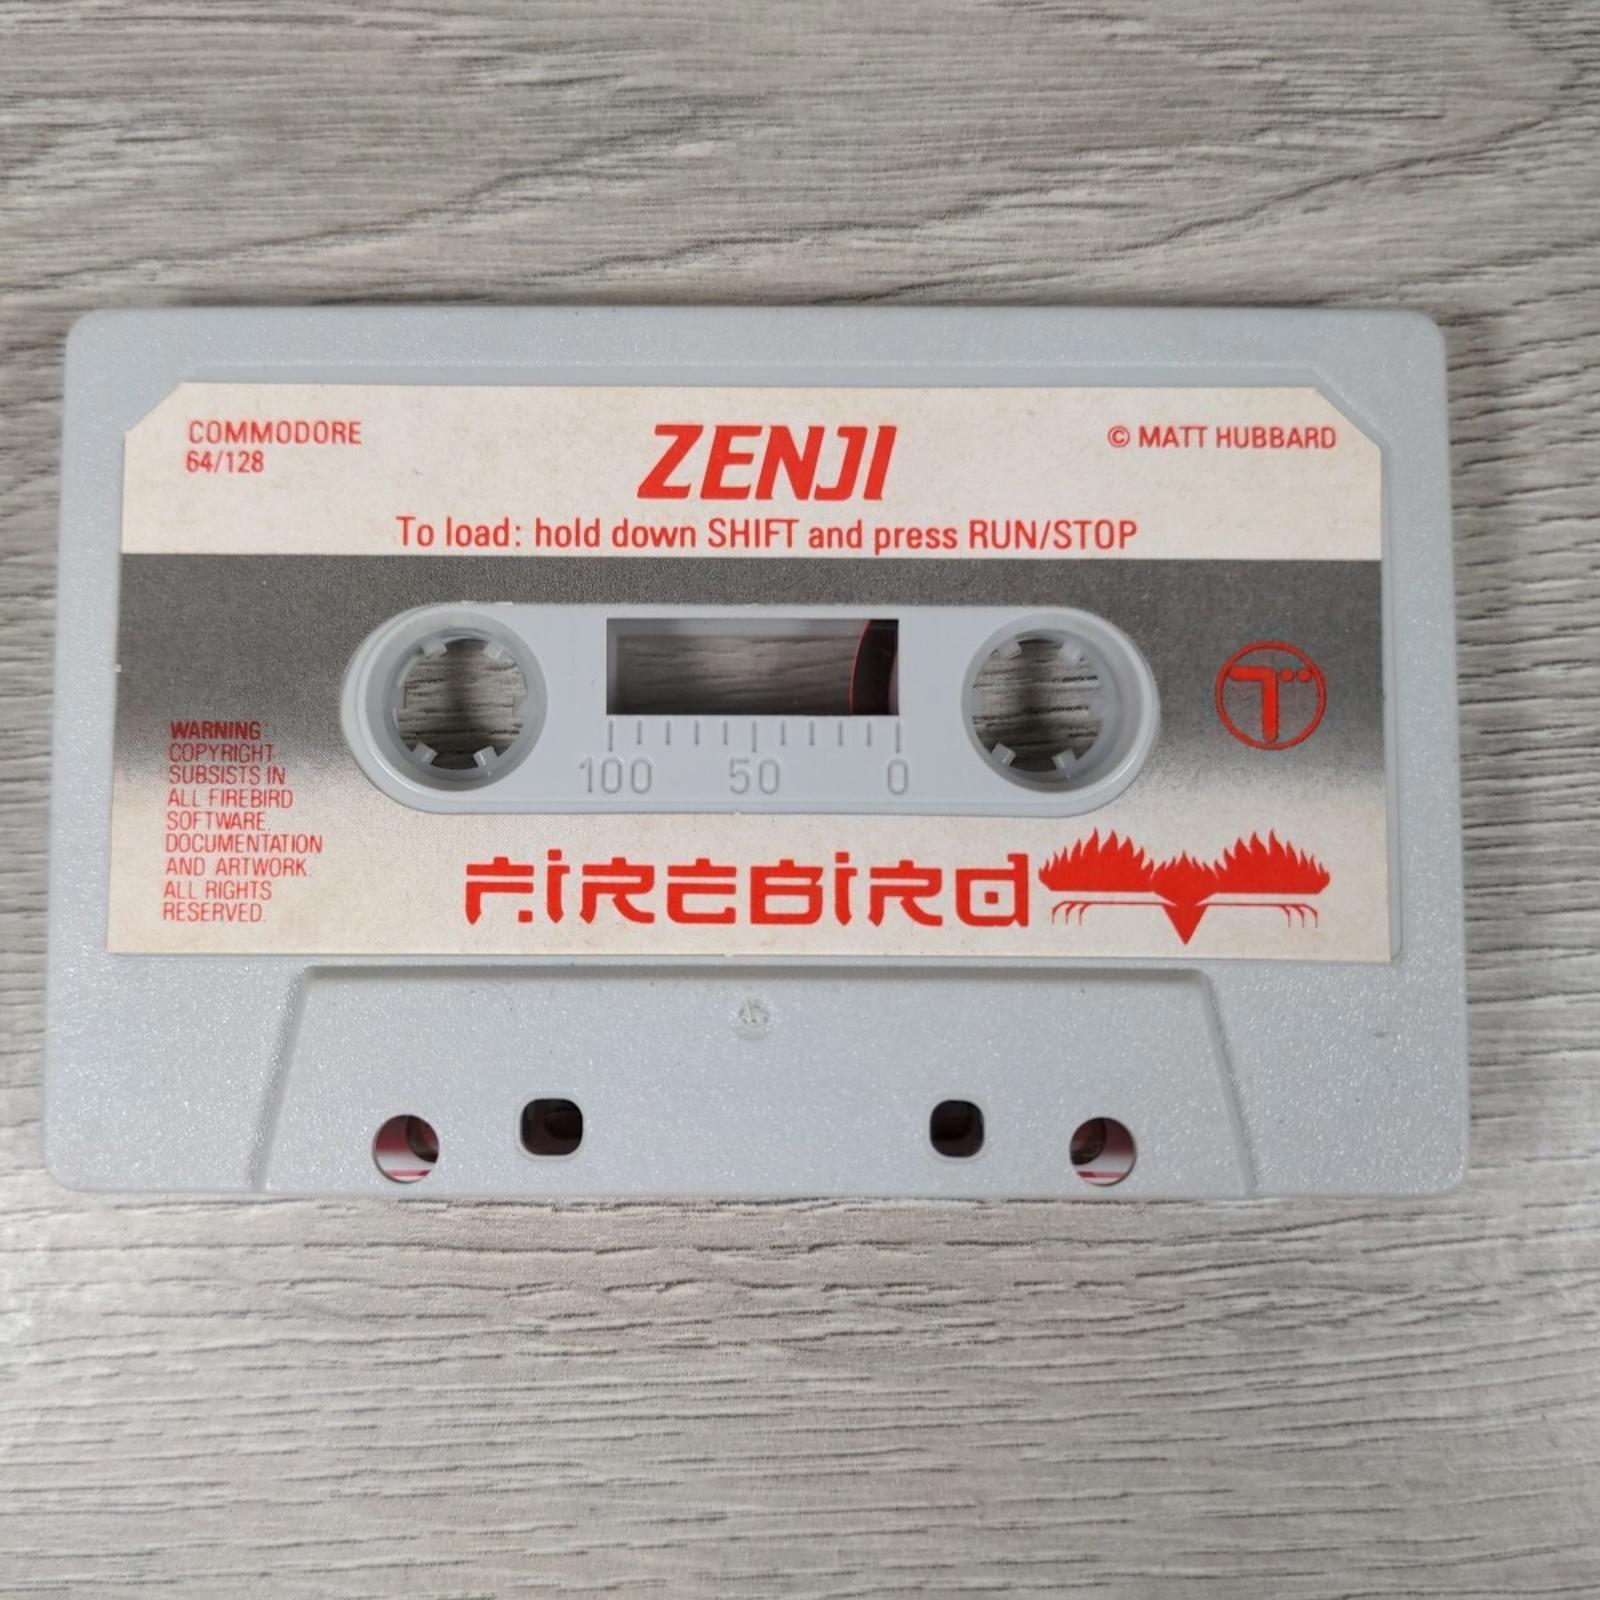 COMMODORE
64/128
ZENJI
© MATT HUBBARD
To load: hold down SHIFT and press RUN/STOP
WARNING
COPYRIGHT
SUBSISTS IN
ALL FIREBIRD
SOFTWARE,
DOCUMENTATION
AND ARTWORK.
ALL RIGHTS
RESERVED.
100 50 0
T
FIREBIRD